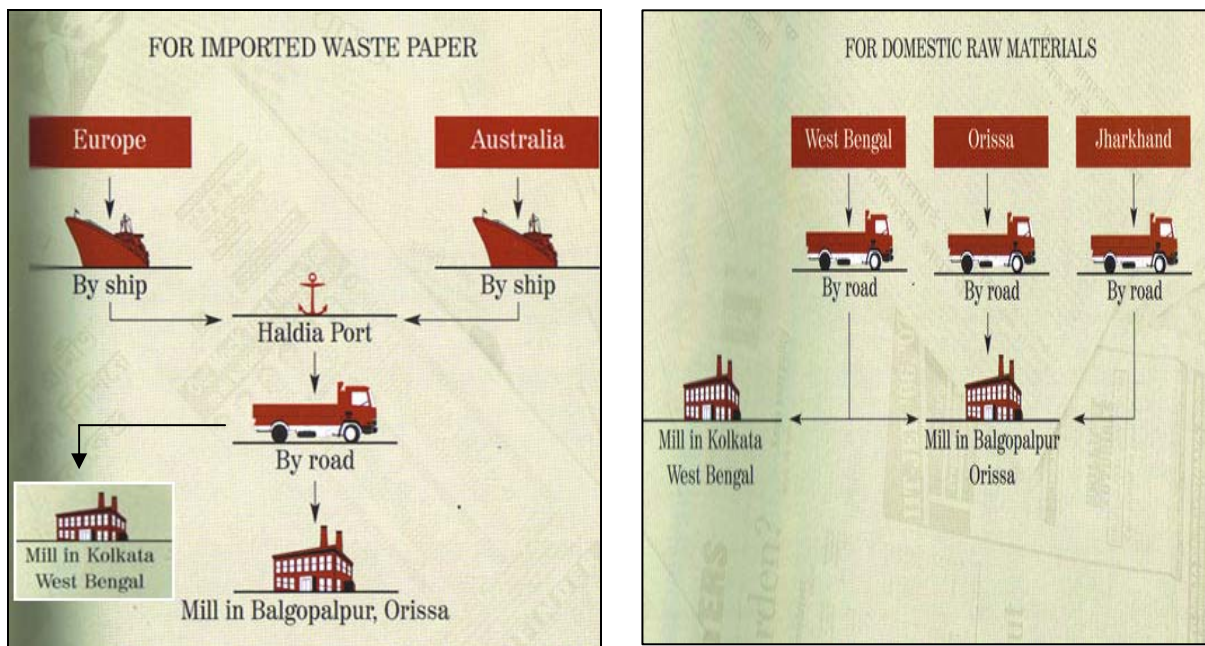 FOR IMPORTED WASTE PAPER
Europe
Australia
By ship
By ship
Haldia Port
By road
Mill in Kolkata
West Bengal
Mill in Balgopalpur, Orissa
FOR DOMESTIC RAW MATERIALS
West Bengal
Orissa
Jharkhand
By road
By road
By road
Mill in Kolkata
West Bengal
Mill in Balgopalpur
Orissa